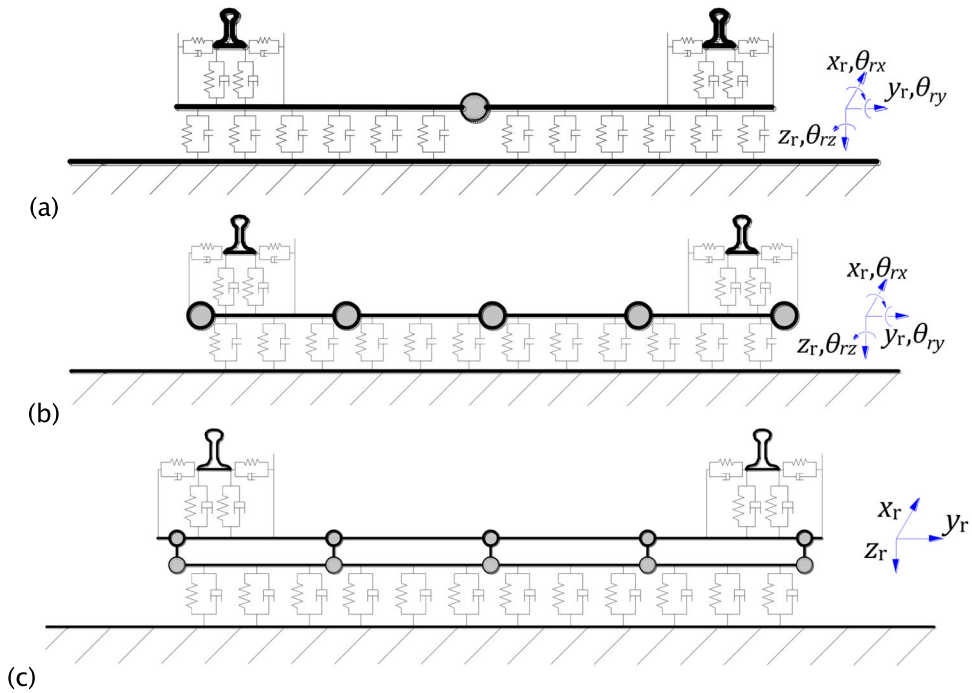 xr,θrx
yr,θry
zr,θrz
(a)
xr,θrx
yr,θry
zr,θrz
(b)
xr
yr
zr
(c)